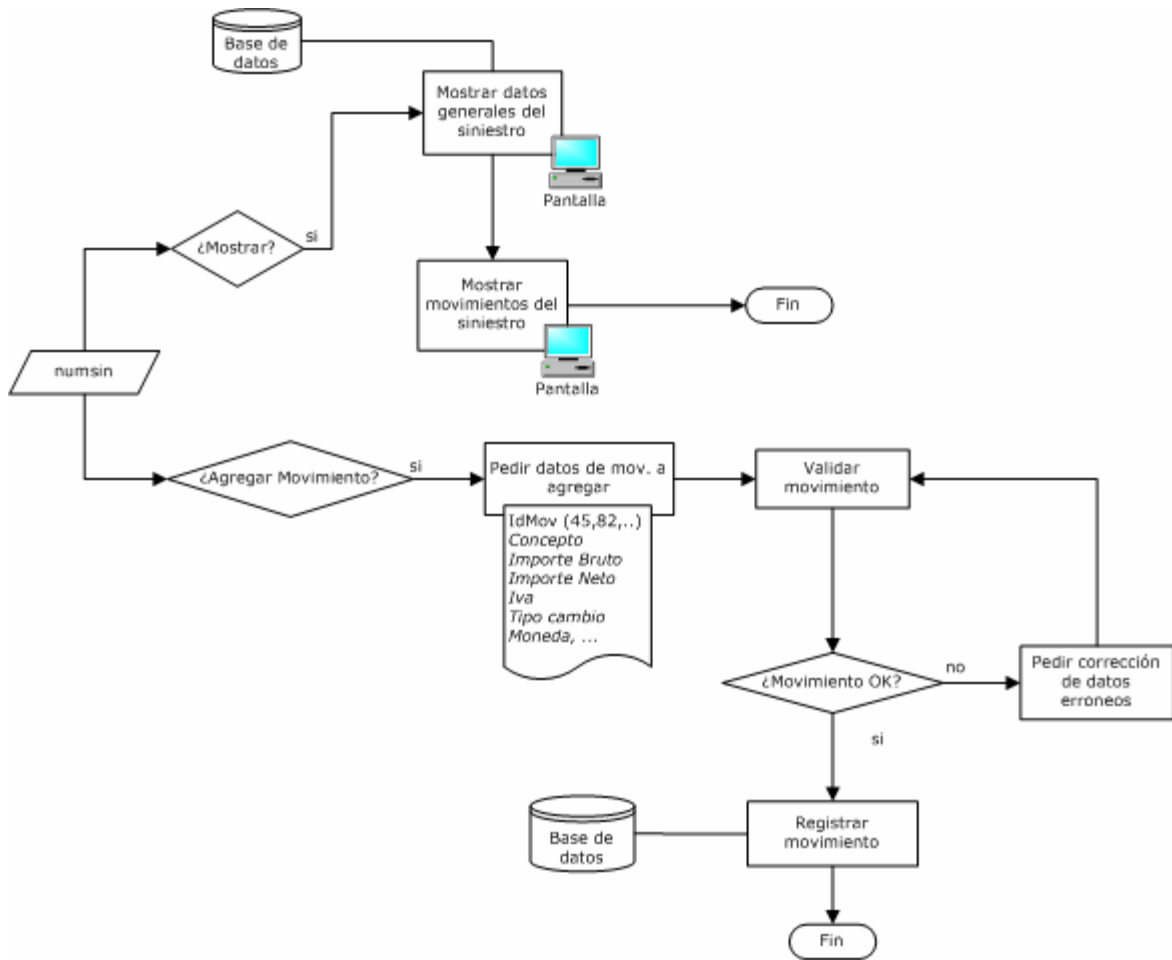 Base de
datos
Mostrar datos
generales del
siniestro
Pantalla
¿Mostrar?
si
Mostrar
movimientos del
siniestro
Pantalla
Fin
numsin
¿Agregar Movimiento?
si
Pedir datos de mov. a
agregar
IdMov (45,82,..)
Concepto
Importe Bruto
Importe Neto
Iva
Tipo cambio
Moneda, ...
Validar
movimiento
¿Movimiento OK?
no
Pedir corrección
de datos
erroneos
si
Base de
datos
Registrar
movimiento
Fin